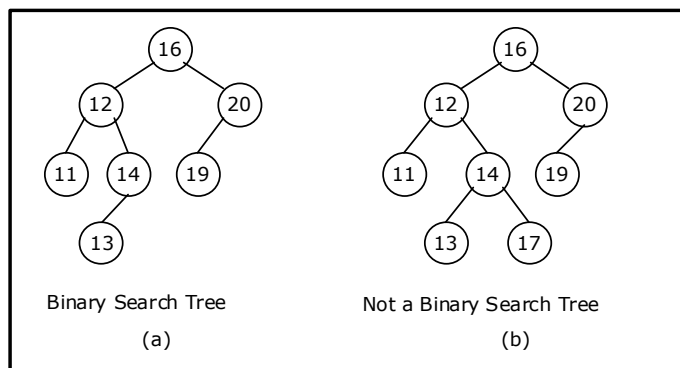 16 16
12 20 12 20
11 14 19 11 14 19
13 13 17
Binary Search Tree Not a Binary Search Tree
(a) (b)